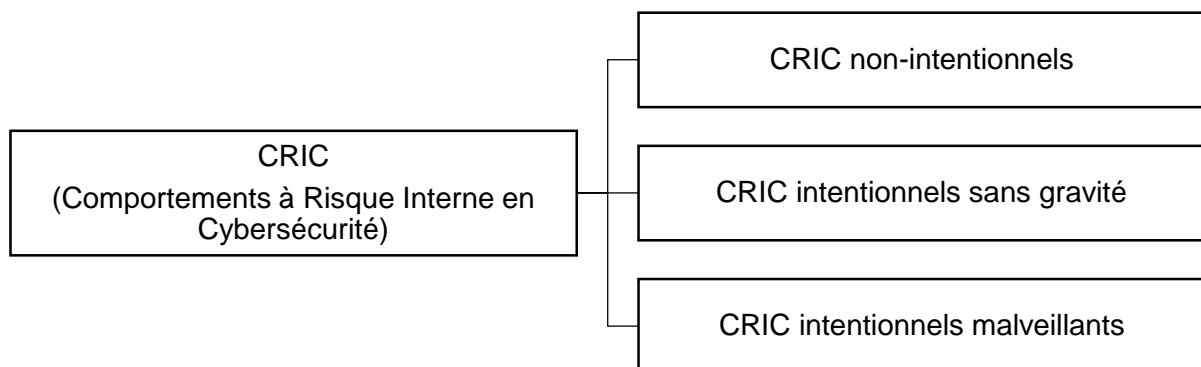 CRIC
(Comportements à Risque Interne en
Cybersécurité)
CRIC non-intentionnels
CRIC intentionnels sans gravité
CRIC intentionnels malveillants